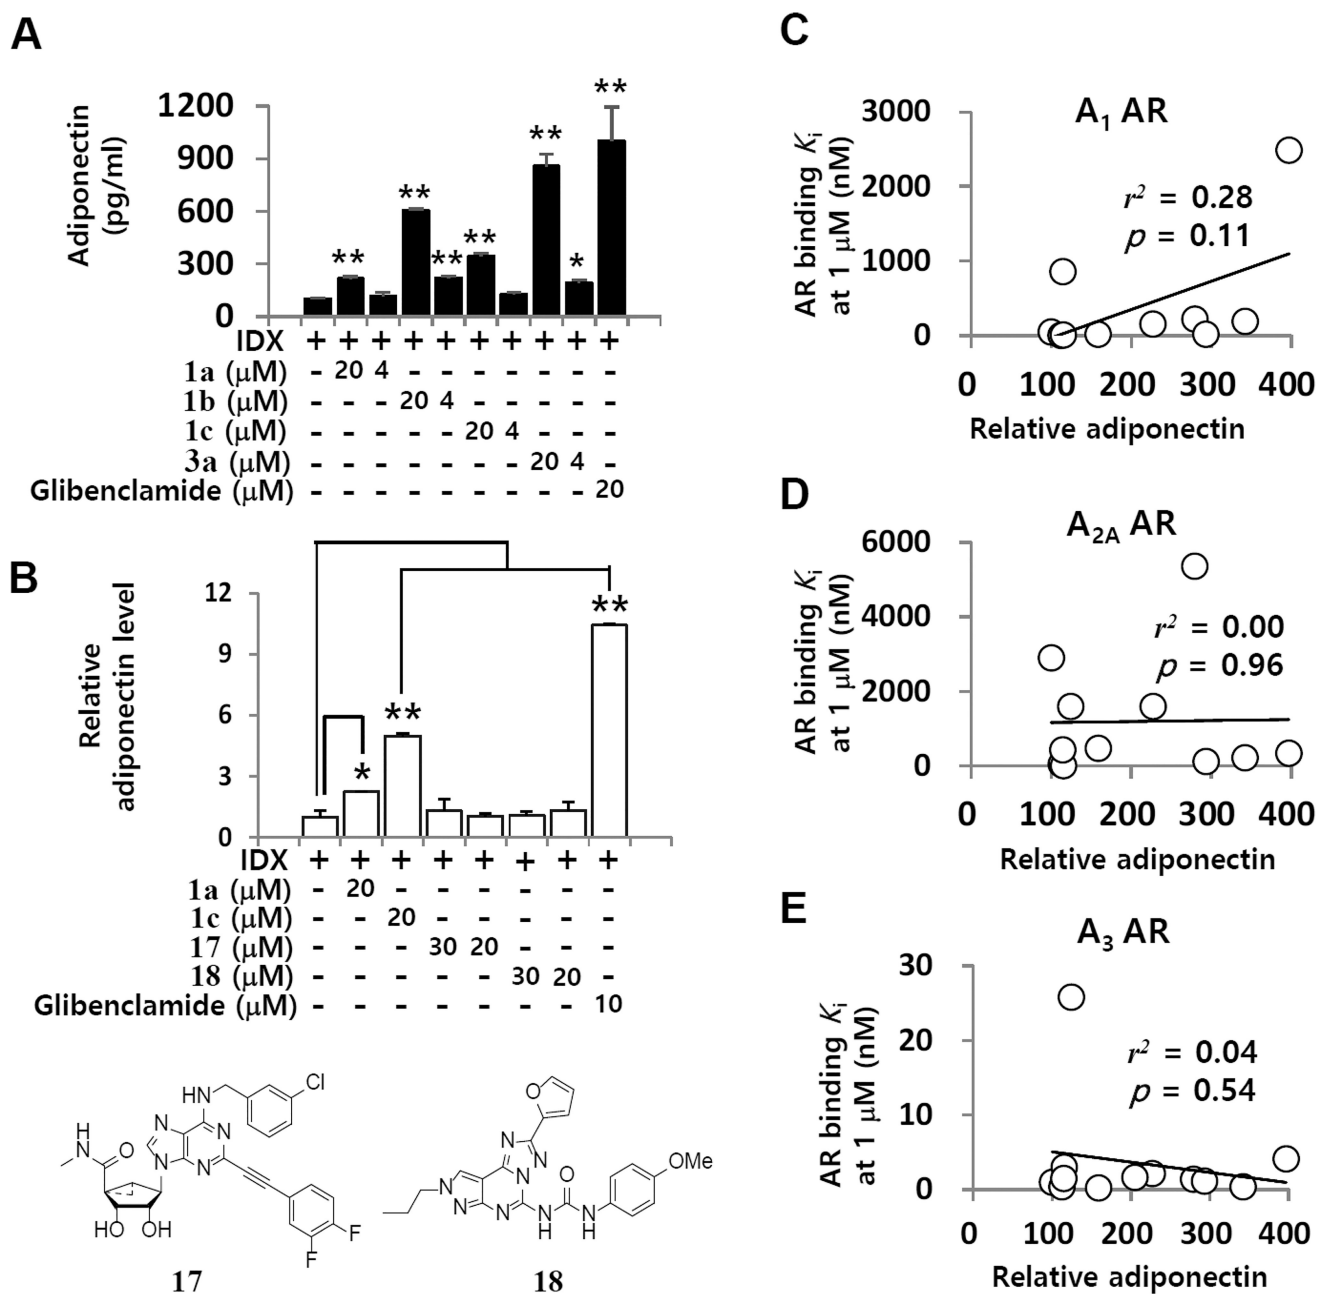 A
Adiponectin
(pg/ml)
1200
900
600
300
0
** ** ** ** ** * **
IDX + + + + + + + + + +
1a (μM) - 20 4 - - - - - - -
1b (μM) - - - 20 4 - - - - -
1c (μM) - - - - - 20 4 - - -
3a (μM) - - - - - - - 20 4 -
Glibenclamide (μM) - - - - - - - - - 20
B
Relative
adiponectin level
12
9
6
3
0
* ** **
IDX + + + + + + + +
1a (μM) - 20 - - - - - -
1c (μM) - - 20 - - - - -
17 (μM) - - - 30 20 - - -
18 (μM) - - - - - 30 20 -
Glibenclamide (μM) - - - - - - - 10
HN
Cl
H
N
O
N
N
N
N
HO OH
F
F
17
O
N
N
N
N
N
N
O
N
H
N
H
OMe
18
C
A1 AR
AR binding Ki
at 1 μM (nM)
3000
2000
1000
0
r2 = 0.28
p = 0.11
0 100 200 300 400
Relative adiponectin
D
A2A AR
AR binding Ki
at 1 μM (nM)
6000
4000
2000
0
r2 = 0.00
p = 0.96
0 100 200 300 400
Relative adiponectin
E
A3 AR
AR binding Ki
at 1 μM (nM)
30
20
10
0
r2 = 0.04
p = 0.54
0 100 200 300 400
Relative adiponectin